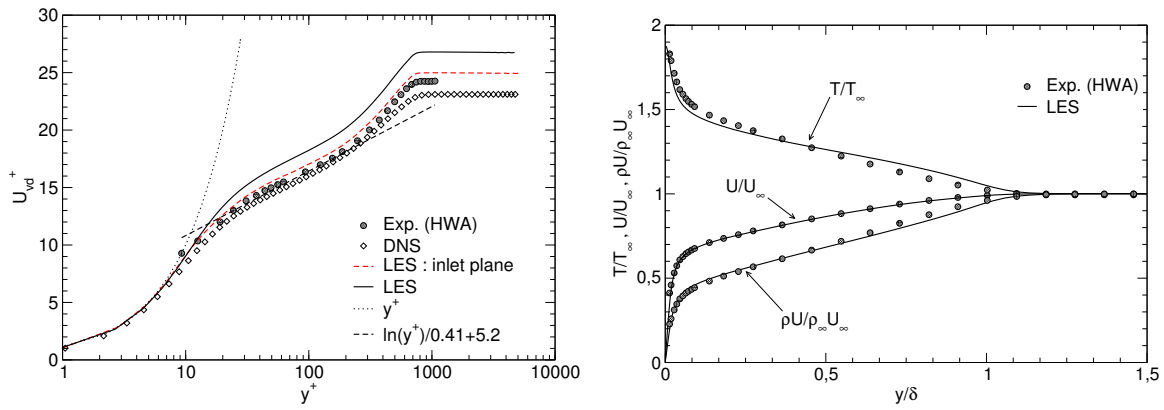 30
25
20
15
10
5
0
U_vd^+
1
10
100
1000
10000
y^+
Exp. (HWA)
DNS
LES : inlet plane
LES
y^+
ln(y^+)/0.41+5.2
2
1,5
1
0,5
0
T/T_∞ , U/U_∞ , ρU/ρ_∞U_∞
0
0,5
1
1,5
y/δ
Exp. (HWA)
LES
T/T_∞
U/U_∞
ρU/ρ_∞U_∞